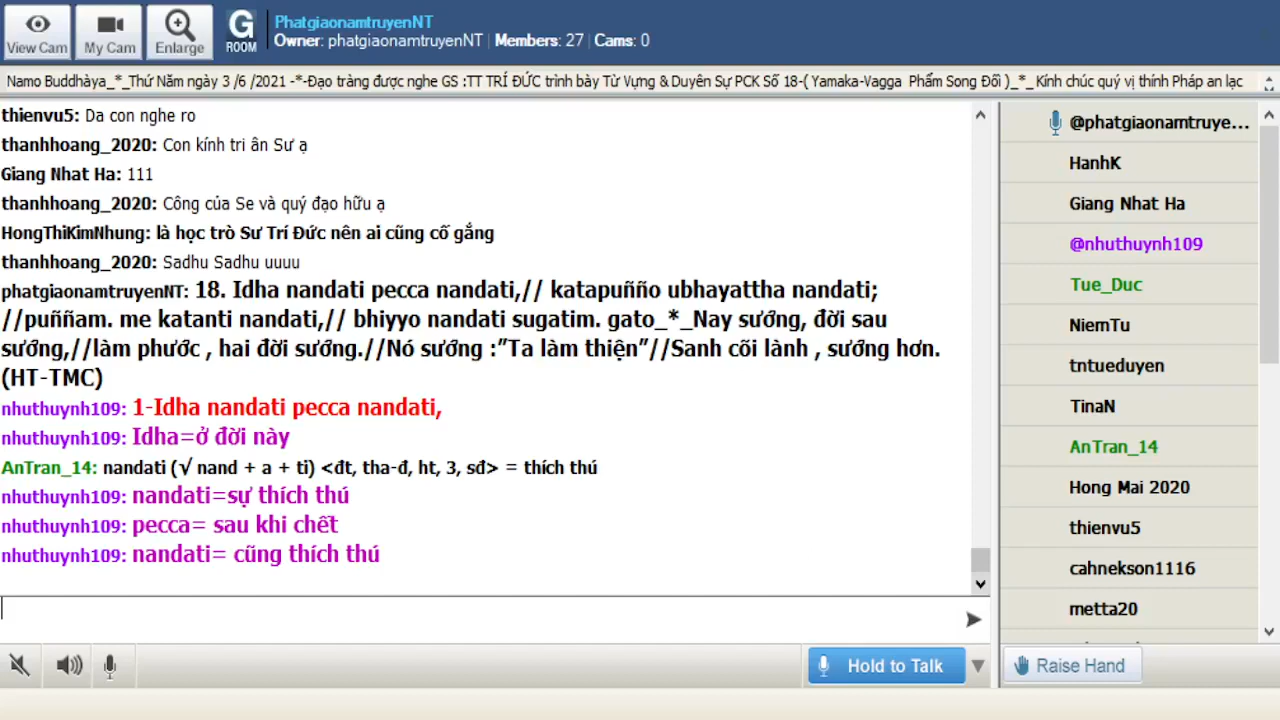 View Cam
My Cam
Enlarge
G
ROOM
PhatgiaonamtruyenNT
Owner: phatgiaonamtruyenNT | Members: 27 | Cams: 0
Namo Buddhàya_*_Thứ Năm ngày 3 /6 /2021 -*-Đạo tràng được nghe GS :TT TRÍ ĐỨC trình bày Từ Vựng & Duyên Sự PCK Số 18-( Yamaka-Vagga Phẩm Song Đối )_*_ Kính chúc quý vị thính Pháp an lạc
thienvu5: Da con nghe ro
thanhhoang_2020: Con kính tri ân Sư ạ
Giang Nhat Ha: 111
thanhhoang_2020: Công của Se và quý đạo hữu ạ
HongThiKimNhung: là học trò Sư Trí Đức nên ai cũng cố gắng
thanhhoang_2020: Sadhu Sadhu uuuu
phatgiaonamtruyenNT: 18. Idha nandati pecca nandati,// katapuñño ubhayattha nandati;
//puññam. me katanti nandati,// bhiyyo nandati sugatim. gato_*_Nay sướng, đời sau
sướng,//làm phước , hai đời sướng.//Nó sướng :"Ta làm thiện"//Sanh cõi lành , sướng hơn.
(HT-TMC)
nhuthuynh109: 1-Idha nandati pecca nandati,
nhuthuynh109: Idha=ở đời này
AnTran_14: nandati (√ nand + a + ti) <đt, tha-đ, ht, 3, sđ> = thích thú
nhuthuynh109: nandati=sự thích thú
nhuthuynh109: pecca= sau khi chết
nhuthuynh109: nandati= cũng thích thú
@phatgiaonamtruye...
HanhK
Giang Nhat Ha
@nhuthuynh109
Tue_Duc
NiemTu
tntueduyen
TinaN
AnTran_14
Hong Mai 2020
thienvu5
cahnekson1116
metta20
Hold to Talk
Raise Hand